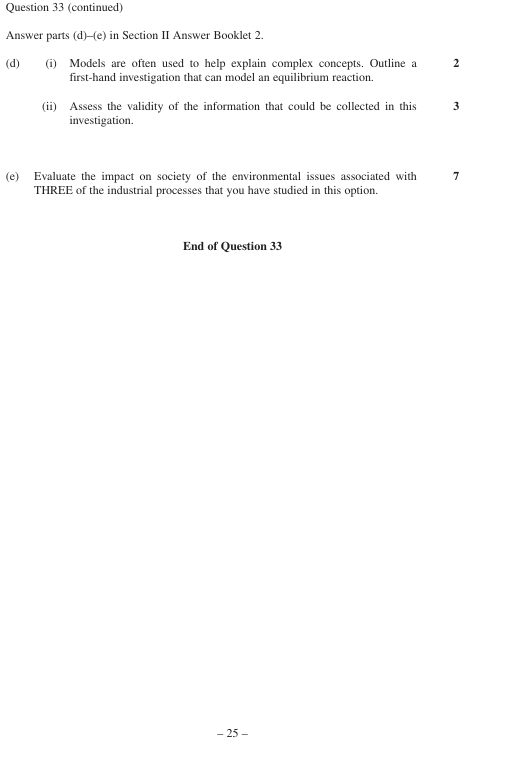 Question 33 (continued)
Answer parts (d)–(e) in Section II Answer Booklet 2.
(d) (i) Models are often used to help explain complex concepts. Outline a 2
first-hand investigation that can model an equilibrium reaction.
(ii) Assess the validity of the information that could be collected in this 3
investigation.
(e) Evaluate the impact on society of the environmental issues associated with 7
THREE of the industrial processes that you have studied in this option.
End of Question 33
– 25 –